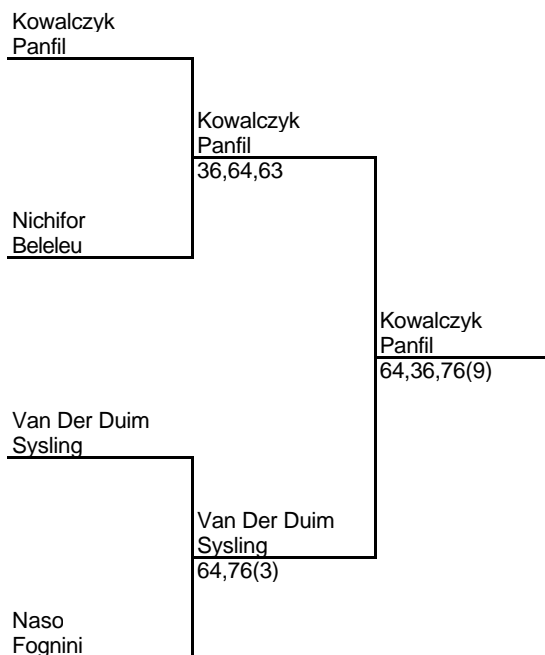 Kowalczyk
Panfil
Kowalczyk
Panfil
36,64,63
Nichifor
Beleleu
Kowalczyk
Panfil
64,36,76(9)
Van Der Duim
Sysling
Van Der Duim
Sysling
64,76(3)
Naso
Fognini